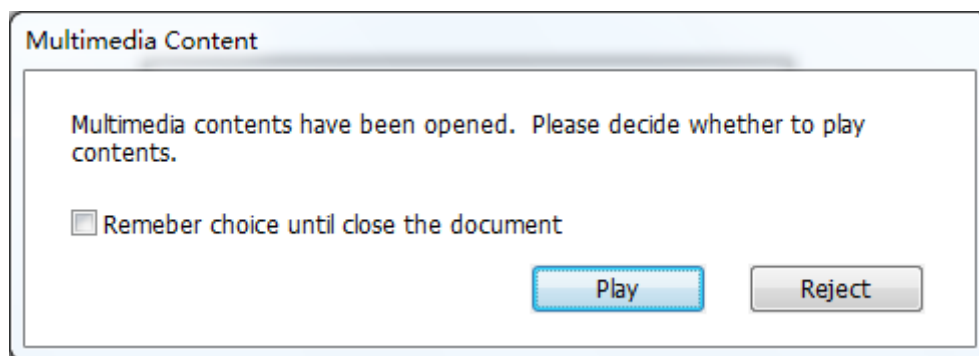 Multimedia Content
Multimedia contents have been opened.  Please decide whether to play
contents.
Remeber choice until close the document
Play
Reject